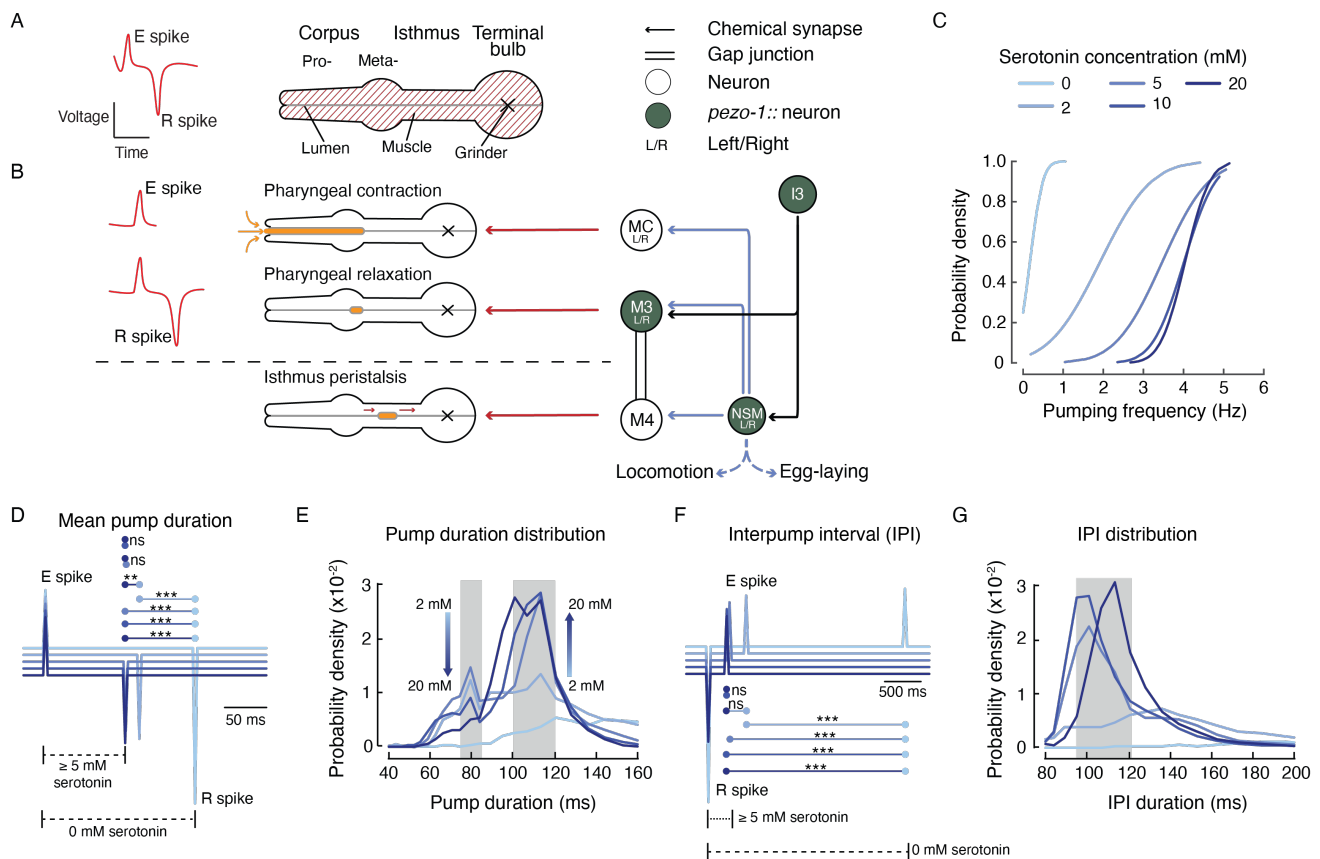 A
E spike
R spike
Voltage
Time
Corpus
Isthmus
Terminal
bulb
Pro-
Meta-
Lumen
Muscle
Grinder
Chemical synapse
Gap junction
Neuron
pezo-1:: neuron
L/R
Left/Right
B
E spike
R spike
Pharyngeal contraction
Pharyngeal relaxation
Isthmus peristalsis
I3
MC
L/R
M3
L/R
M4
NSM
L/R
Locomotion
Egg-laying
C
Serotonin concentration (mM)
0
5
20
2
10
Probability density
1.0
0.8
0.6
0.4
0.2
0
0 1 2 3 4 5 6
Pumping frequency (Hz)
D
Mean pump duration
ns
ns
**
***
***
***
***
E spike
50 ms
≥ 5 mM
serotonin
R spike
0 mM serotonin
E
Pump duration distribution
Probability density (x10-2)
3
2
1
0
2 mM
20 mM
20 mM
2 mM
40 60 80 100 120 140 160
Pump duration (ms)
F
Interpump interval (IPI)
E spike
500 ms
ns
ns
***
***
***
***
R spike
≥ 5 mM serotonin
0 mM serotonin
G
IPI distribution
Probability density (x10-2)
3
2
1
0
80 100 120 140 160 180 200
IPI duration (ms)